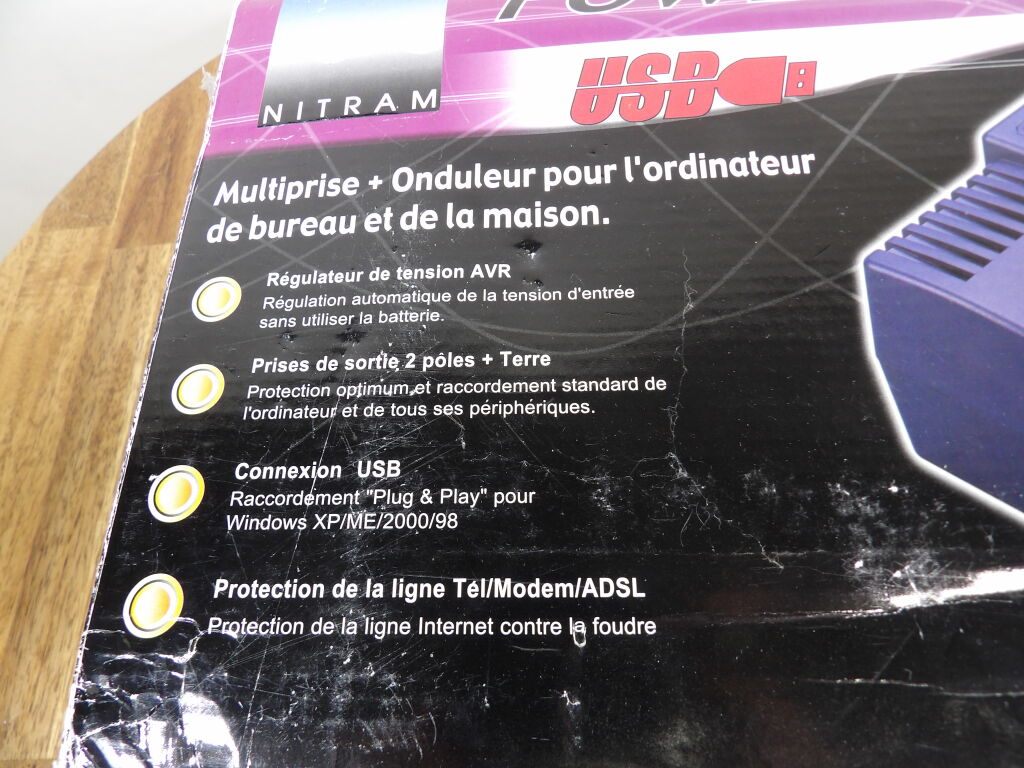 NITRAM
USB
Multiprise + Onduleur pour l'ordinateur
de bureau et de la maison.
Régulateur de tension AVR
Régulation automatique de la tension d'entrée
sans utiliser la batterie.
Prises de sortie 2 pôles + Terre
Protection optimum et raccordement standard de
l'ordinateur et de tous ses périphériques.
Connexion USB
Raccordement "Plug & Play" pour
Windows XP/ME/2000/98
Protection de la ligne Tél/Modem/ADSL
Protection de la ligne Internet contre la foudre